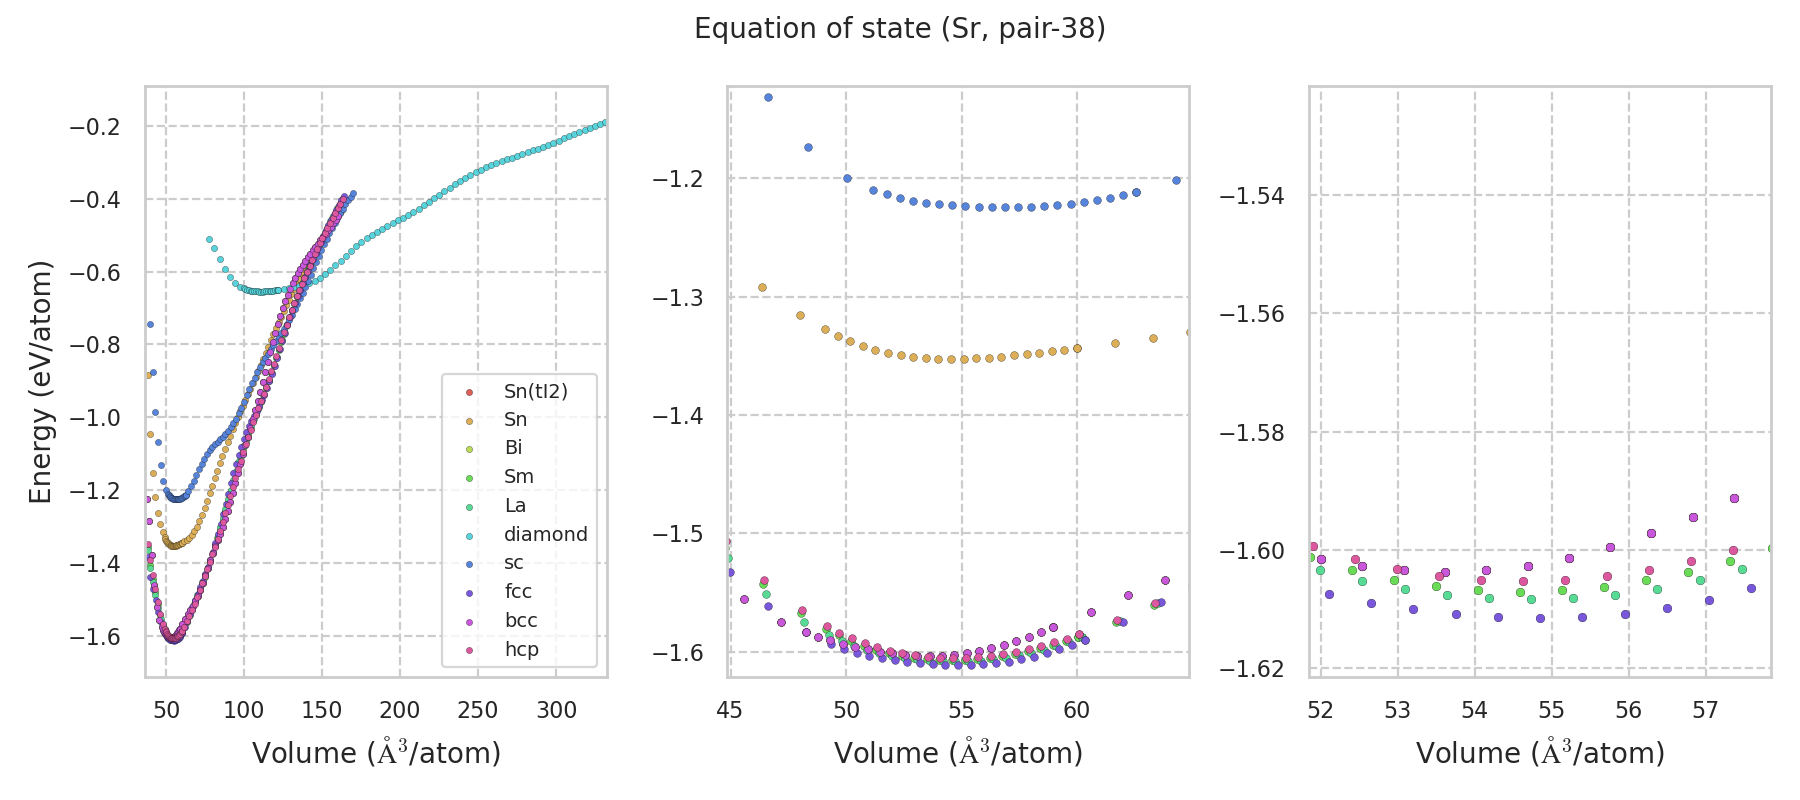 Equation of state (Sr, pair-38)
Energy (eV/atom)
−0.2
−0.4
−0.6
−0.8
−1.0
−1.2
−1.4
−1.6
50 100 150 200 250 300
Volume (Å³/atom)
Sn(tI2)
Sn
Bi
Sm
La
diamond
sc
fcc
bcc
hcp
−1.2
−1.3
−1.4
−1.5
−1.6
45 50 55 60
Volume (Å³/atom)
−1.54
−1.56
−1.58
−1.60
−1.62
52 53 54 55 56 57
Volume (Å³/atom)